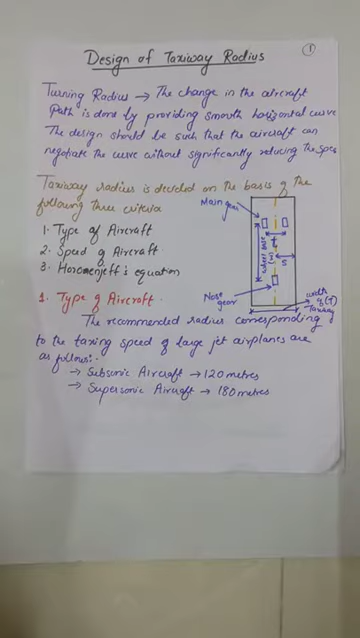 Design of Taxiway Radius
1
Turning Radius → The change in the aircraft
Path is done by providing smooth horizontal curve
The design should be such that the aircraft can
negotiate the curve without significantly reducing the
Taxiway radius is decided on the basis of the
following three criteria
1. Type of Aircraft
2. Speed of Aircraft
3. equation
Main gear
wheel base
(w)
t
S
Nose
gear
width
of (T)
Taxiway
1. Type of Aircraft.
The recommended radius corresponding
to the taxing speed of large jet airplanes are
as follows:-
→ Subsonic Aircraft → 120 metres
→ Supersonic Aircraft → 180 metres